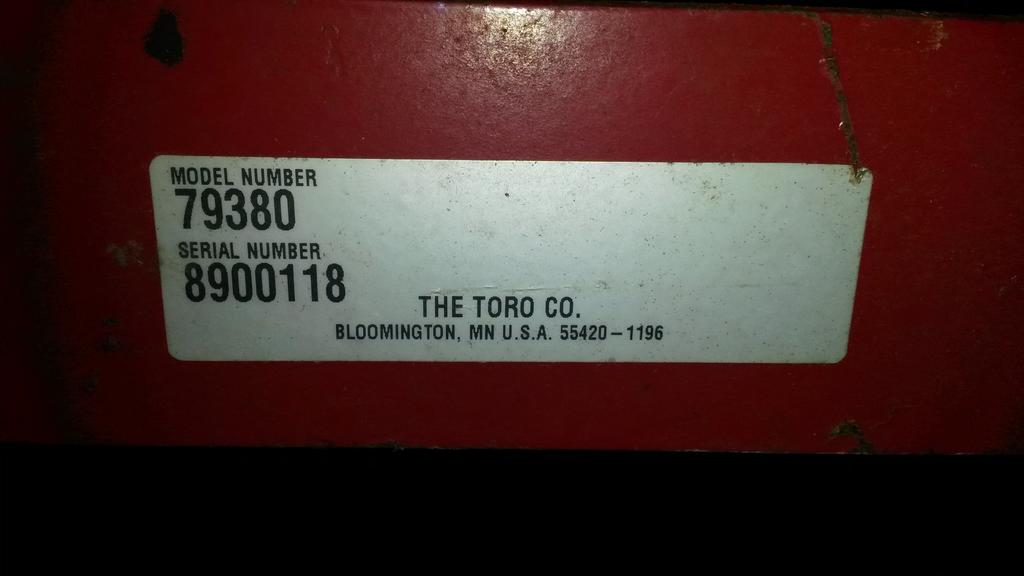 MODEL NUMBER
79380
SERIAL NUMBER
8900118
THE TORO CO.
BLOOMINGTON, MN U.S.A. 55420-1196